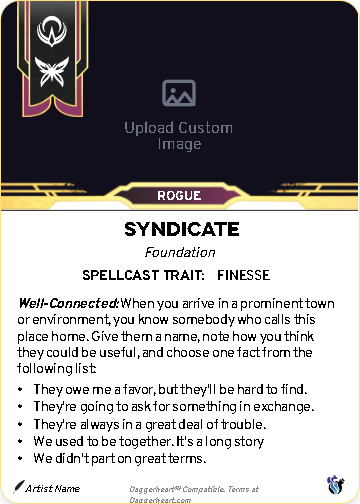 Upload Custom
Image
ROGUE
SYNDICATE
Foundation
SPELLCAST TRAIT: FINESSE
Well-Connected: When you arrive in a prominent town
or environment, you know somebody who calls this
place home. Give them a name, note how you think
they could be useful, and choose one fact from the
following list:
• They owe me a favor, but they'll be hard to find.
• They're going to ask for something in exchange.
• They're always in a great deal of trouble.
• We used to be together. It's a long story
• We didn't part on great terms.
Artist Name
Daggerheart℠ Compatible. Terms at
Daggerheart.com